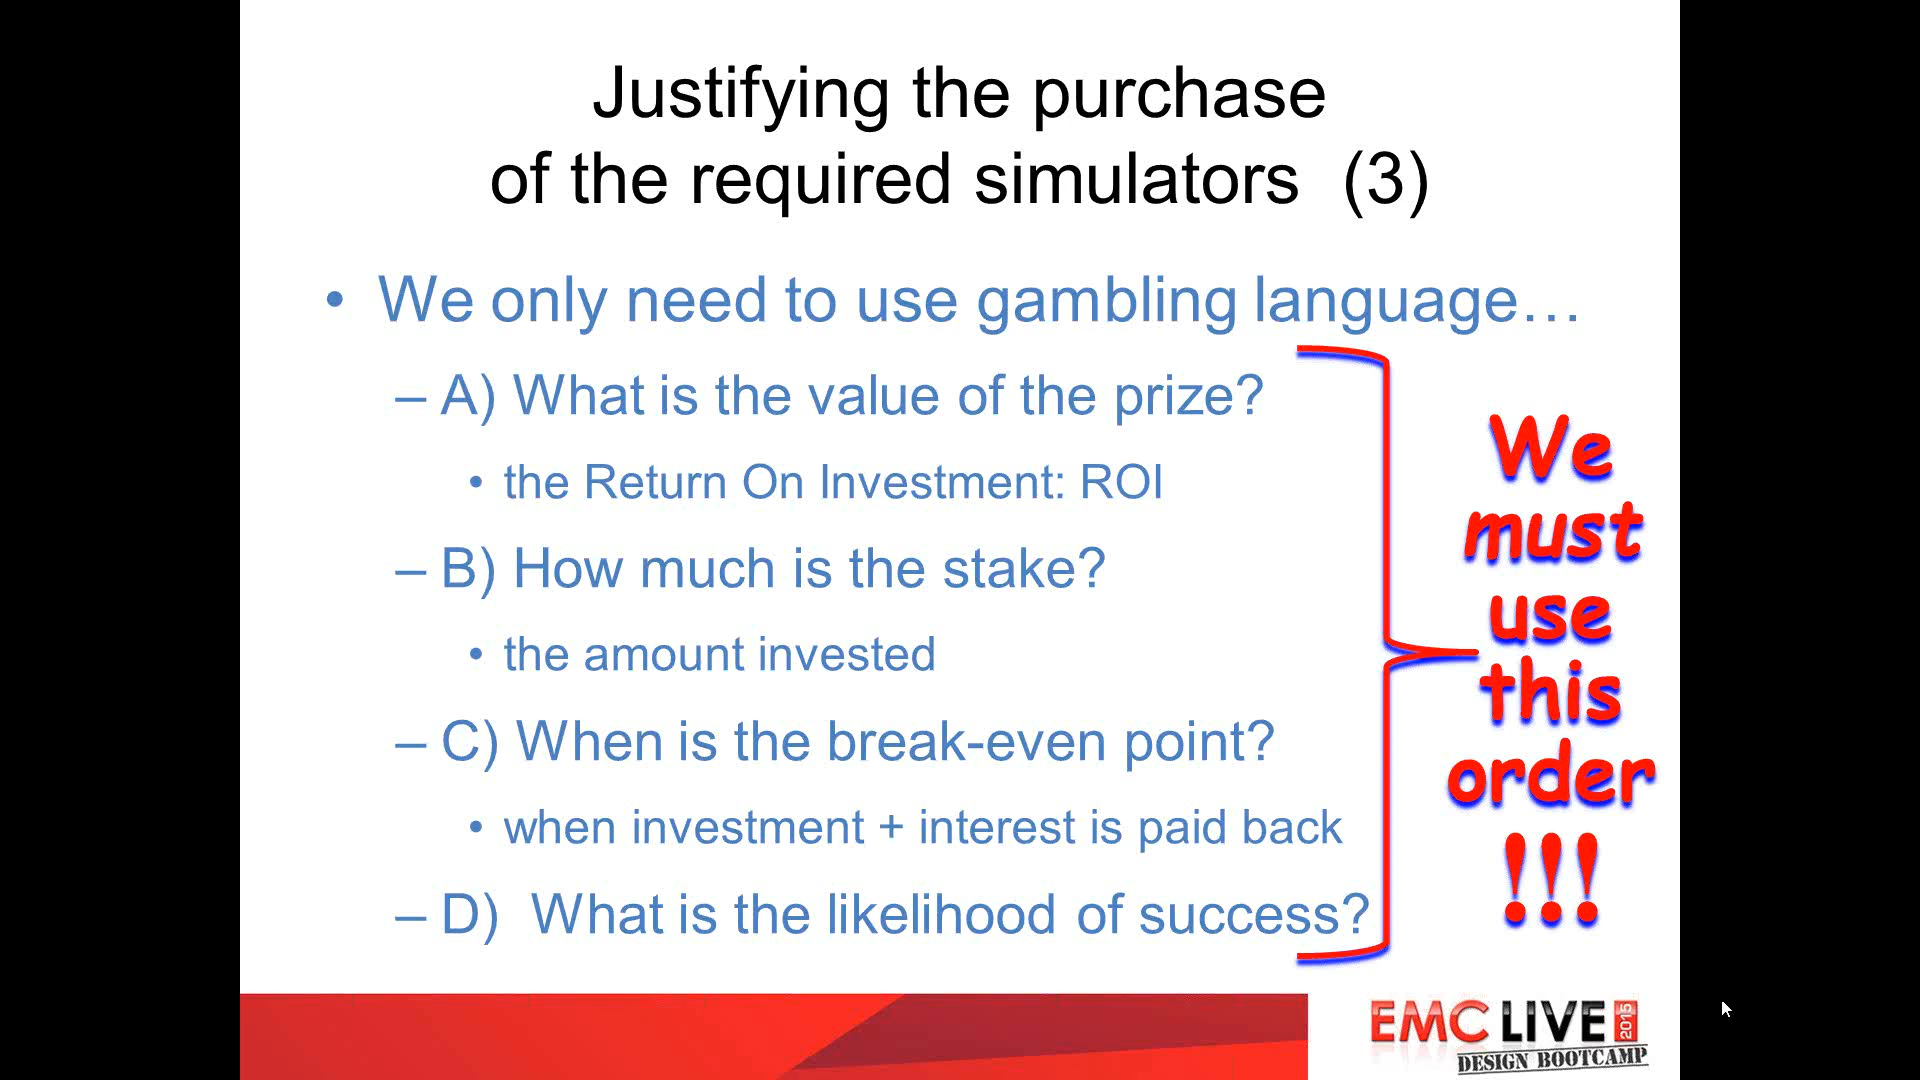 Justifying the purchase
of the required simulators (3)
• We only need to use gambling language…
– A) What is the value of the prize?
• the Return On Investment: ROI
– B) How much is the stake?
• the amount invested
– C) When is the break-even point?
• when investment + interest is paid back
– D) What is the likelihood of success?
We
must
use
this
order
!!!
EMC LIVE 2015
DESIGN BOOTCAMP